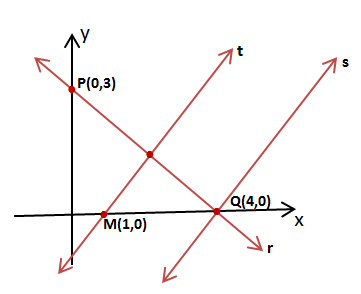 y
t
s
P(0,3)
Q(4,0)
x
M(1,0)
r